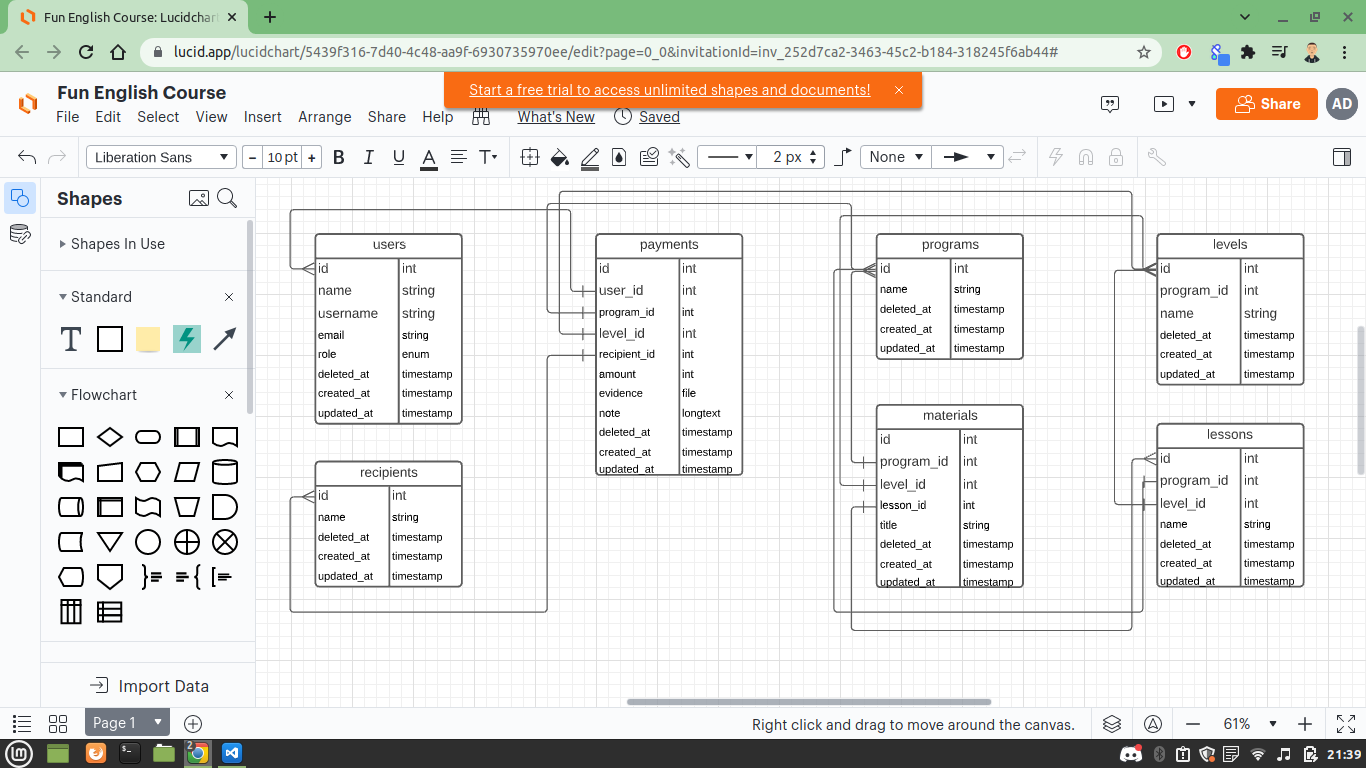 Fun English Course: Lucidchart
lucid.app/lucidchart/5439f316-7d40-4c48-aa9f-6930735970ee/edit?page=0_0&invitationId=inv_252d7ca2-3463-45c2-b184-318245f6ab44#
Start a free trial to access unlimited shapes and documents!
Fun English Course
File Edit Select View Insert Arrange Share Help What's New Saved
Share AD
Liberation Sans 10 pt B I U A T 2 px None
Shapes
Shapes In Use
Standard
T
Flowchart
Import Data
users
id int
name string
username string
email string
role enum
deleted_at timestamp
created_at timestamp
updated_at timestamp
recipients
id int
name string
deleted_at timestamp
created_at timestamp
updated_at timestamp
payments
id int
user_id int
program_id int
level_id int
recipient_id int
amount int
evidence file
note longtext
deleted_at timestamp
created_at timestamp
updated_at timestamp
programs
id int
name string
deleted_at timestamp
created_at timestamp
updated_at timestamp
materials
id int
program_id int
level_id int
lesson_id int
title string
deleted_at timestamp
created_at timestamp
updated_at timestamp
levels
id int
program_id int
name string
deleted_at timestamp
created_at timestamp
updated_at timestamp
lessons
id int
program_id int
level_id int
name string
deleted_at timestamp
created_at timestamp
updated_at timestamp
Page 1
Right click and drag to move around the canvas.
61%
2
21:39